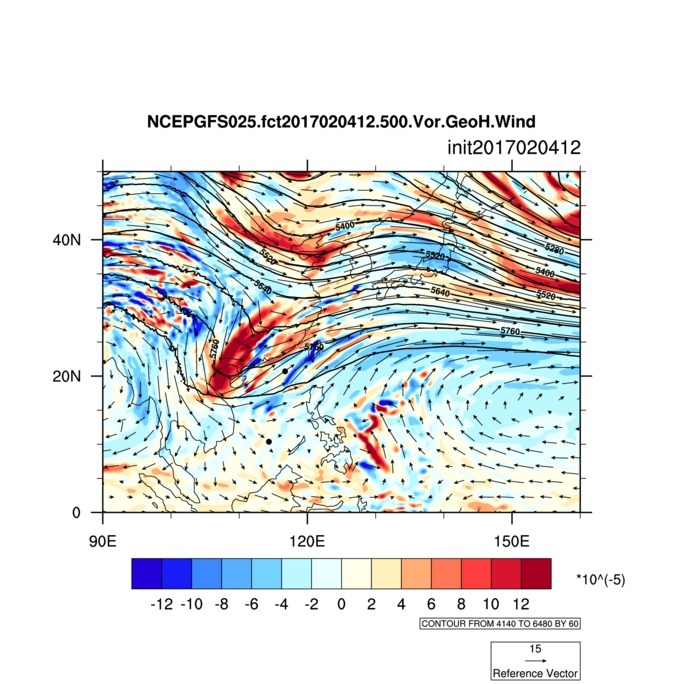 NCEPGFS025.fct2017020412.500.Vor.GeoH.Wind
init2017020412
40N
20N
0
90E 120E 150E
5400
5280
5520
5520
5400
5640
5640
5520
5760
5760
5760
-12 -10 -8 -6 -4 -2 0 2 4 6 8 10 12
*10^(-5)
CONTOUR FROM 4140 TO 6480 BY 60
15
Reference Vector